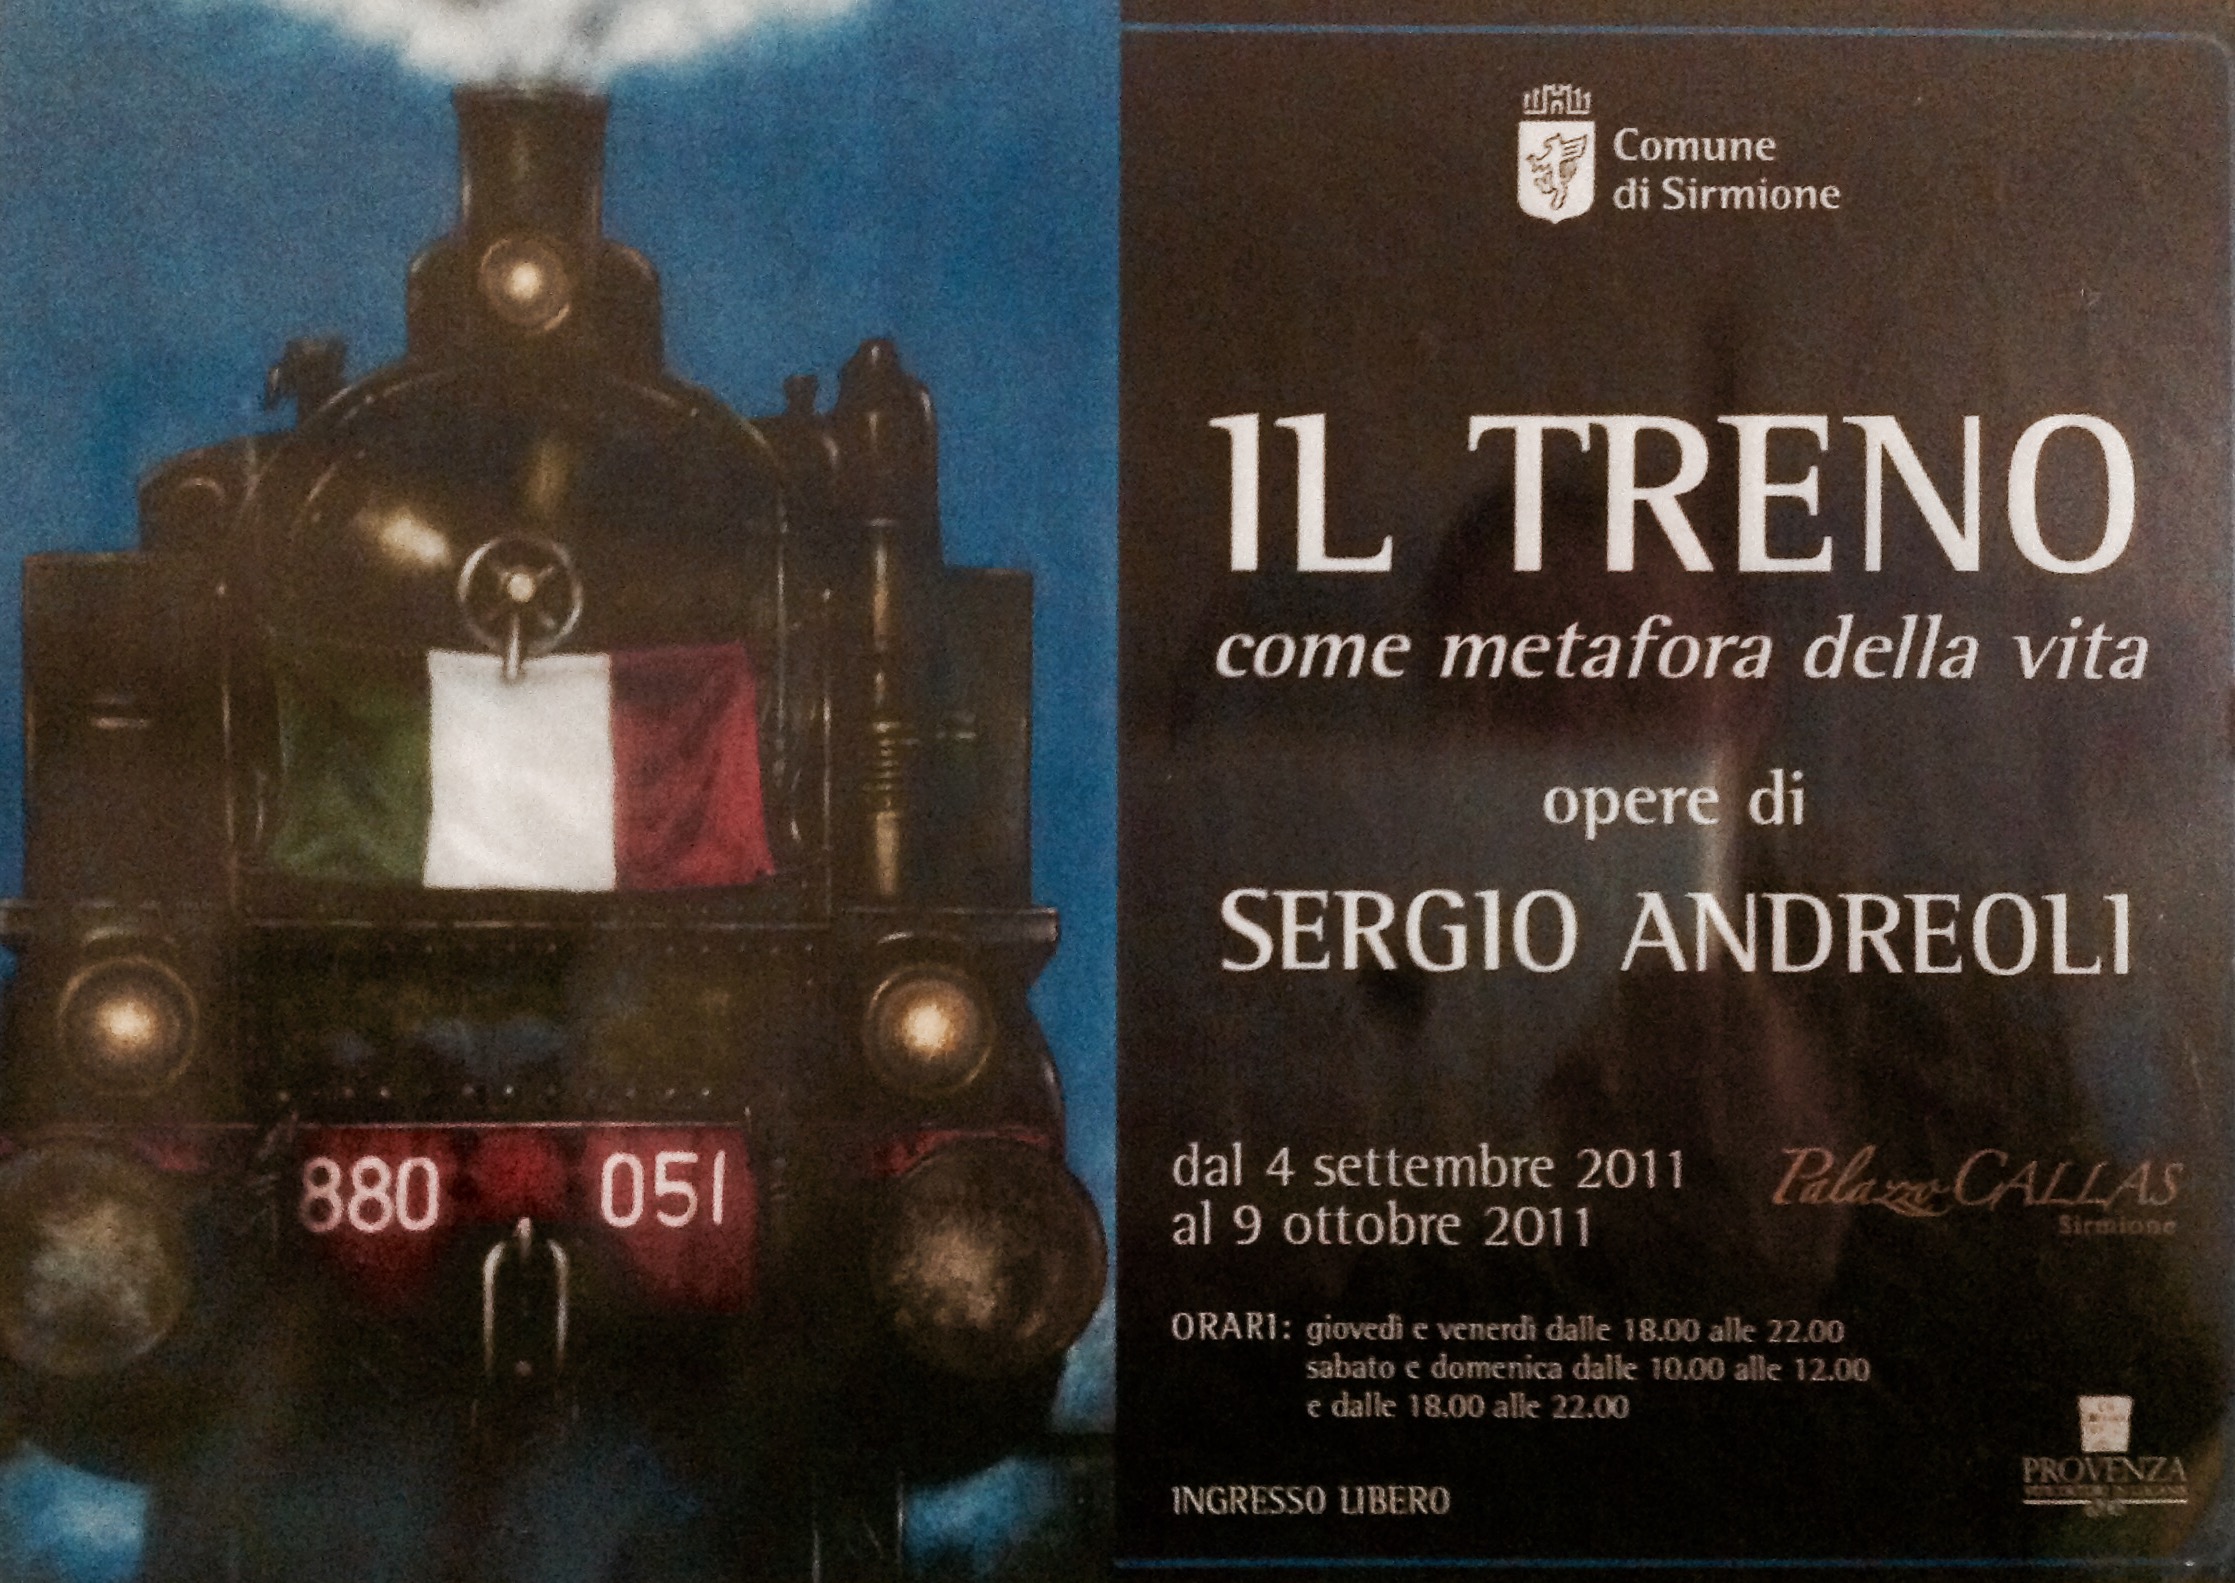 Comune
di Sirmione
IL TRENO
come metafora della vita
opere di
SERGIO ANDREOLI
dal 4 settembre 2011
al 9 ottobre 2011
Palazzo CALLAS
Sirmione
ORARI: giovedì e venerdì dalle 18.00 alle 22.00
sabato e domenica dalle 10.00 alle 12.00
e dalle 18.00 alle 22.00
INGRESSO LIBERO
PROVENZA
880 051